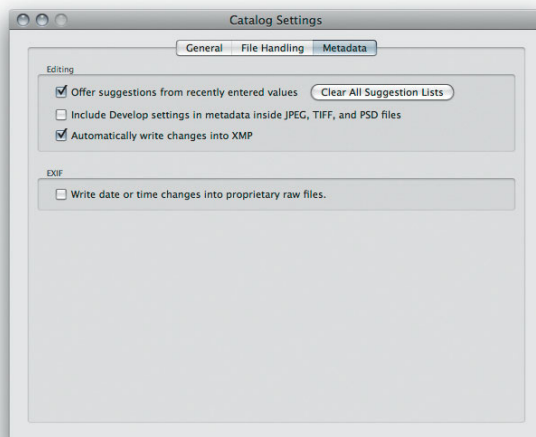 Catalog Settings
General File Handling Metadata
Editing
Offer suggestions from recently entered values Clear All Suggestion Lists
Include Develop settings in metadata inside JPEG, TIFF, and PSD files
Automatically write changes into XMP
EXIF
Write date or time changes into proprietary raw files.